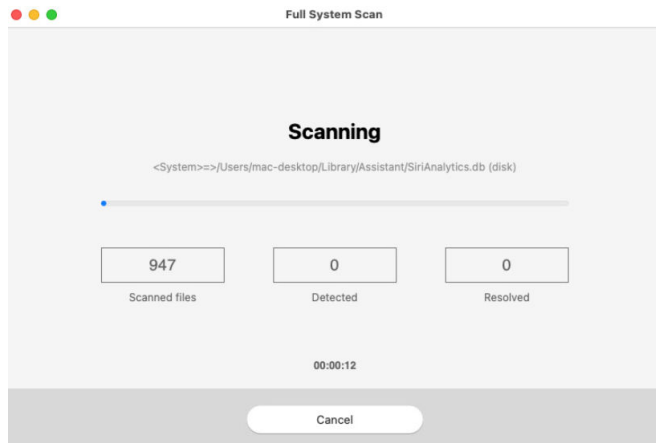 Full System Scan
Scanning
<System>=>/Users/mac-desktop/Library/Assistant/SiriAnalytics.db (disk)
947
0
0
Scanned files
Detected
Resolved
00:00:12
Cancel